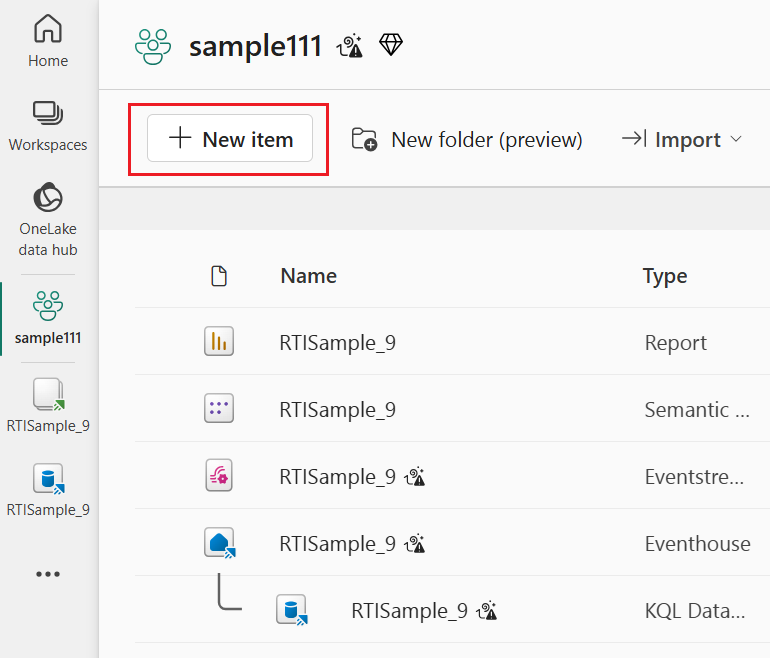 Home
Workspaces
OneLake
data hub
sample111
RTISample_9
RTISample_9
sample111
New item
New folder (preview)
Import
Name Type
RTISample_9 Report
RTISample_9 Semantic ...
RTISample_9 Eventstre...
RTISample_9 Eventhouse
RTISample_9 KQL Data...